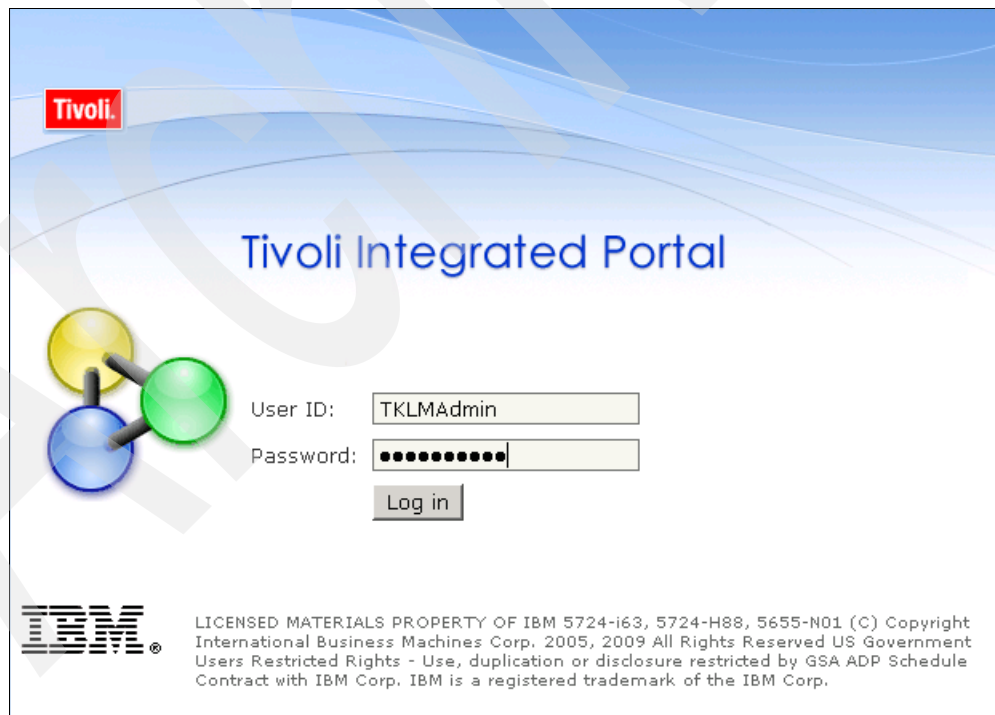 Tivoli.
Tivoli Integrated Portal
User ID: TKLMAdmin
Password: ●●●●●●●●●●
Log in
IBM®
LICENSED MATERIALS PROPERTY OF IBM 5724-i63, 5724-H88, 5655-N01 (C) Copyright
International Business Machines Corp. 2005, 2009 All Rights Reserved US Government
Users Restricted Rights - Use, duplication or disclosure restricted by GSA ADP Schedule
Contract with IBM Corp. IBM is a registered trademark of the IBM Corp.